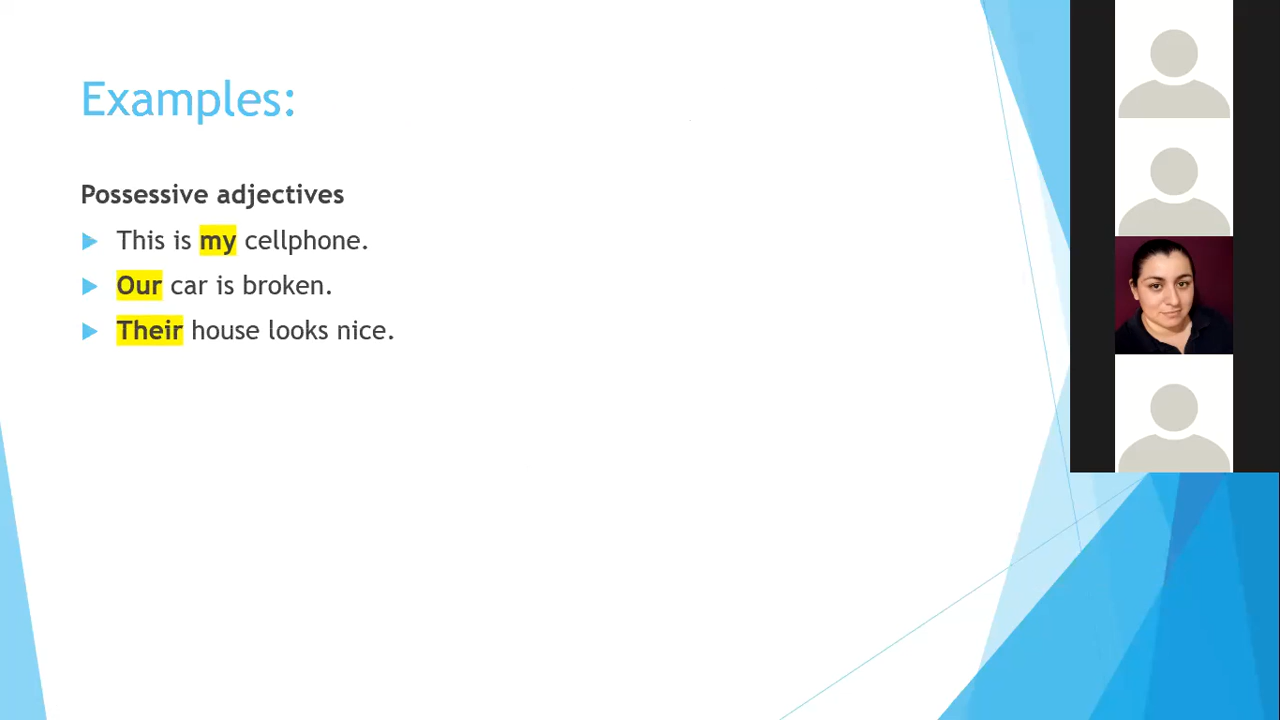 Examples:
Possessive adjectives
This is my cellphone.
Our car is broken.
Their house looks nice.